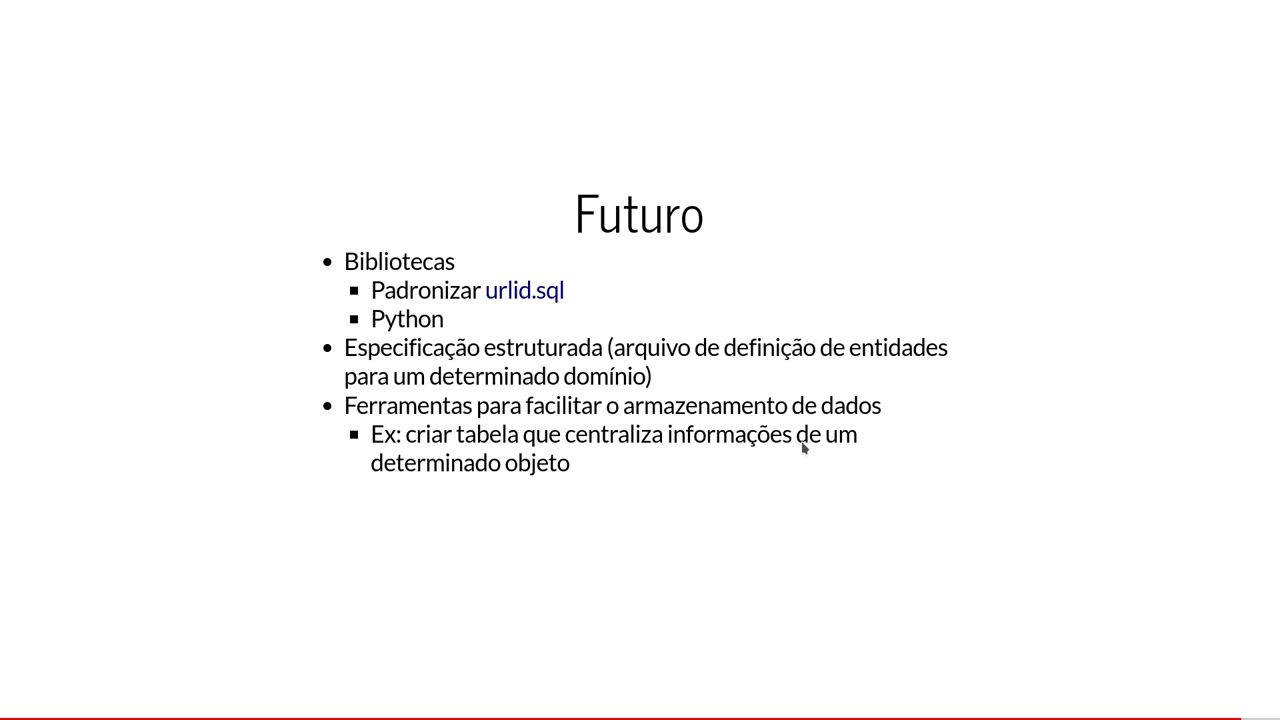 Futuro
Bibliotecas
Padronizar urlid.sql
Python
Especificação estruturada (arquivo de definição de entidades
para um determinado domínio)
Ferramentas para facilitar o armazenamento de dados
Ex: criar tabela que centraliza informações de um
determinado objeto